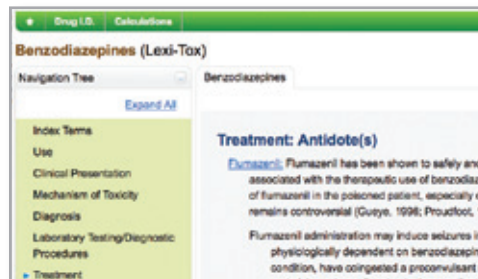 Drug I.D. Calculations
Benzodiazepines (Lexi-Tox)
Navigation Tree
Benzodiazepines
Expand All
Index Terms
Use
Clinical Presentation
Mechanism of Toxicity
Diagnosis
Laboratory Testing/Diagnostic
Procedures
Treatment
Treatment: Antidote(s)
Flumazenil: Flumazenil has been shown to safely and
associated with the therapeutic use of benzodiaz
of flumazenil in the poisoned patient, especially
remains controversial (Gueye, 1996; Proudfoot,
Flumazenil administration may induce seizures i
physiologically dependent on benzodiazepin
condition, have coingested a proconvulsant